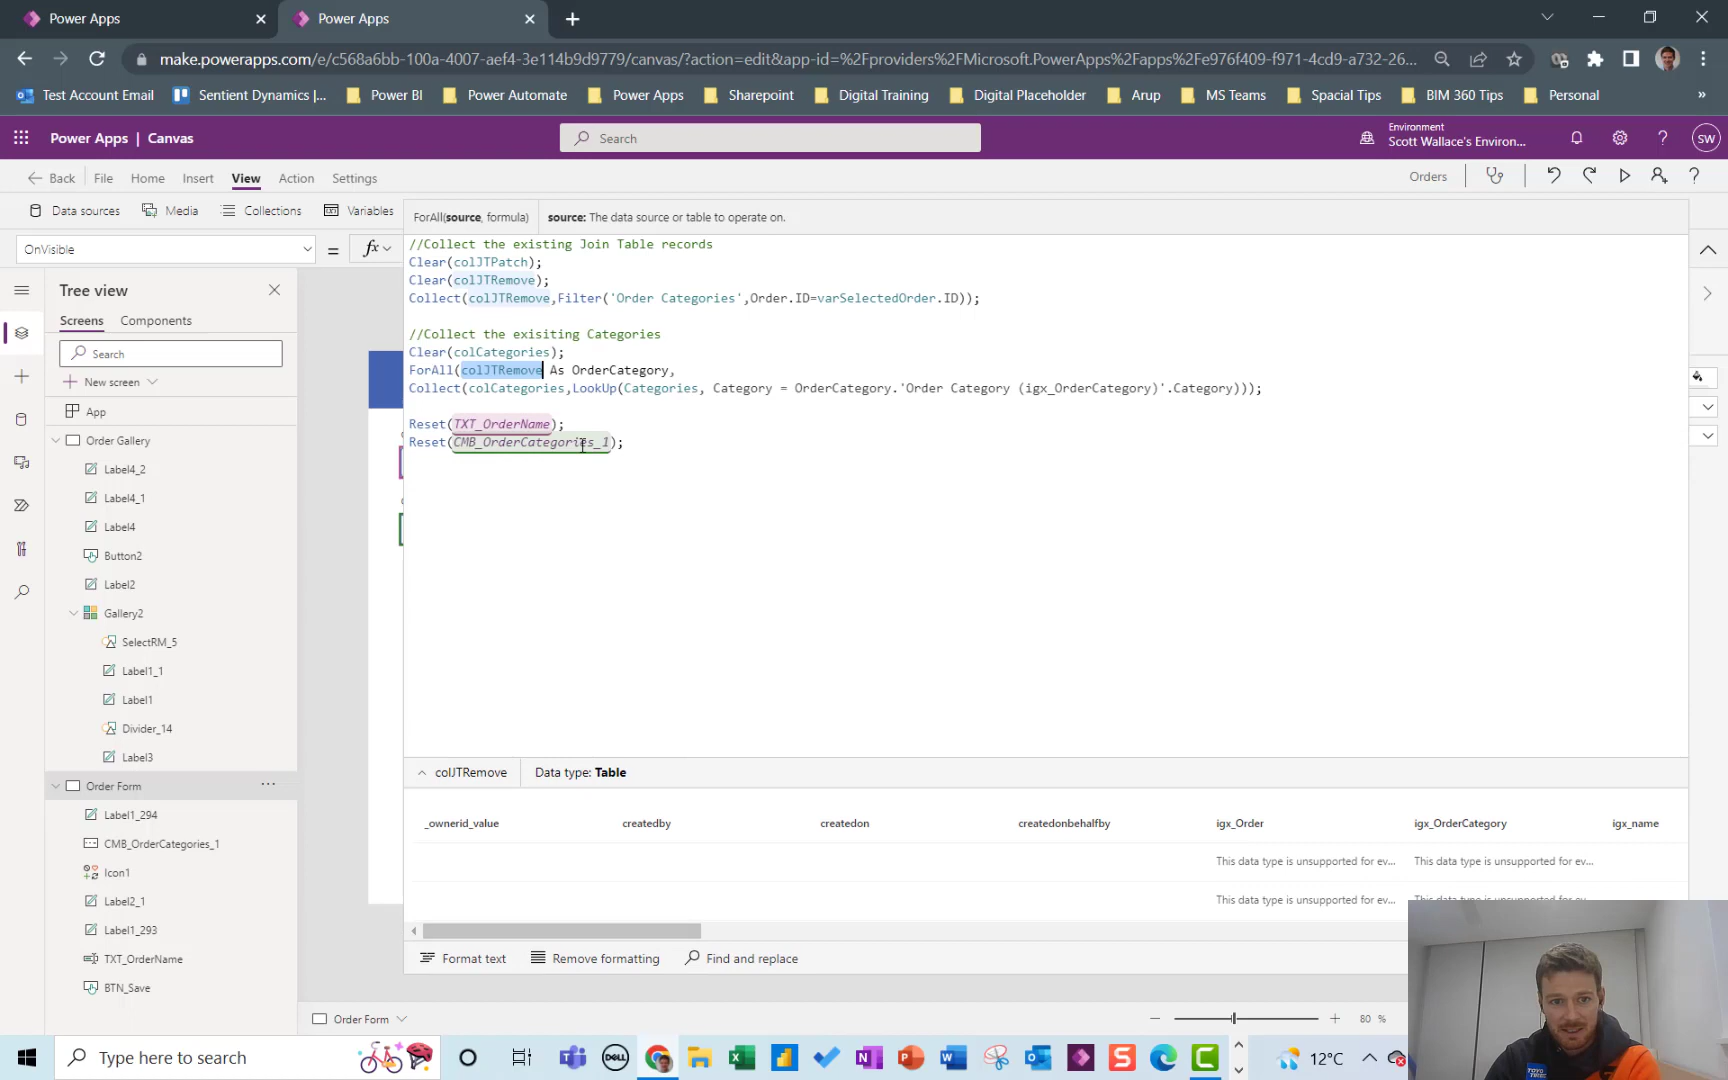 Power Apps
Power Apps
make.powerapps.com/e/c568a6bb-100a-4007-aef4-3e114b9d9779/canvas/?action=edit&app-id=%2Fproviders%2FMicrosoft.PowerApps%2Fapps%2Fe976f409-f971-4cd9-a732-26...
Test Account Email
Sentient Dynamics |...
Power BI
Power Automate
Power Apps
Sharepoint
Digital Training
Digital Placeholder
Arup
MS Teams
Spacial Tips
BIM 360 Tips
Personal
»
Power Apps | Canvas
Search
Environment
Scott Wallace's Environ...
SW
Back
File
Home
Insert
View
Action
Settings
Orders
Data sources
Media
Collections
Variables
ForAll(source, formula)
source: The data source or table to operate on.
OnVisible
= fx
//Collect the existing Join Table records
Clear(colJTPatch);
Clear(colJTRemove);
Collect(colJTRemove,Filter('Order Categories',Order.ID=varSelectedOrder.ID));
//Collect the exisiting Categories
Clear(colCategories);
ForAll(colJTRemove As OrderCategory,
Collect(colCategories,LookUp(Categories, Category = OrderCategory.'Order Category (igx_OrderCategory)'.Category)));
Reset(TXT_OrderName);
Reset(CMB_OrderCategories_1);
Tree view
Screens
Components
Search
New screen
App
Order Gallery
Label4_2
Label4_1
Label4
Button2
Label2
Gallery2
SelectRM_5
Label1_1
Label1
Divider_14
Label3
Order Form
Label1_294
CMB_OrderCategories_1
Icon1
Label2_1
Label1_293
TXT_OrderName
BTN_Save
colJTRemove
Data type: Table
_ownerid_value
createdby
createdon
createdonbehalfby
igx_Order
igx_OrderCategory
igx_name
This data type is unsupported for ev...
This data type is unsupported for ev...
This data type is unsupported for ev...
This data type is unsupported for ev...
Format text
Remove formatting
Find and replace
Order Form
80 %
Type here to search
DELL
12°C